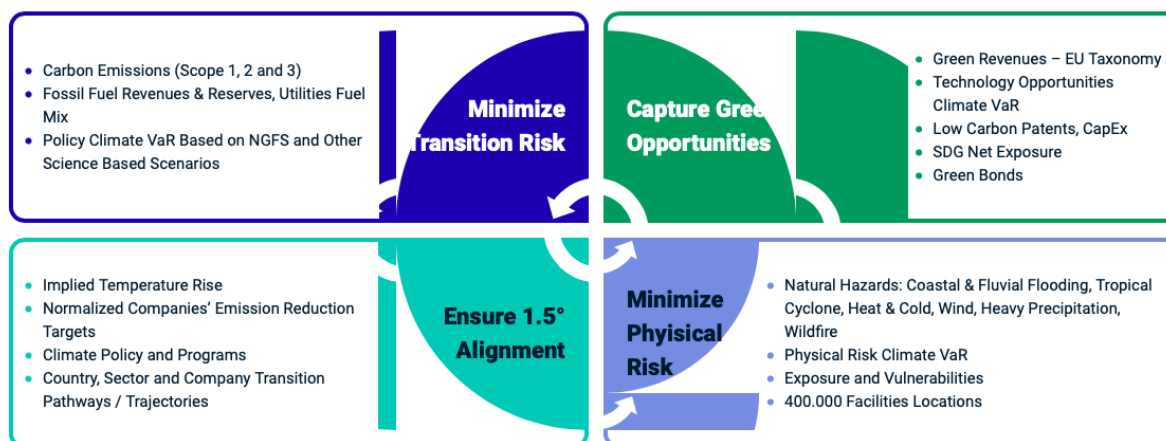 Carbon Emissions (Scope 1, 2 and 3)
Fossil Fuel Revenues & Reserves, Utilities Fuel
Mix
Policy Climate VaR Based on NGFS and Other
Science Based Scenarios
Minimize
Transition Risk
Capture Gree
Opportunities
Green Revenues – EU Taxonomy
Technology Opportunities
Climate VaR
Low Carbon Patents, CapEx
SDG Net Exposure
Green Bonds
Implied Temperature Rise
Normalized Companies’ Emission Reduction
Targets
Climate Policy and Programs
Country, Sector and Company Transition
Pathways / Trajectories
Ensure 1.5°
Alignment
Minimize
Phyisical
Risk
Natural Hazards: Coastal & Fluvial Flooding, Tropical
Cyclone, Heat & Cold, Wind, Heavy Precipitation,
Wildfire
Physical Risk Climate VaR
Exposure and Vulnerabilities
400.000 Facilities Locations